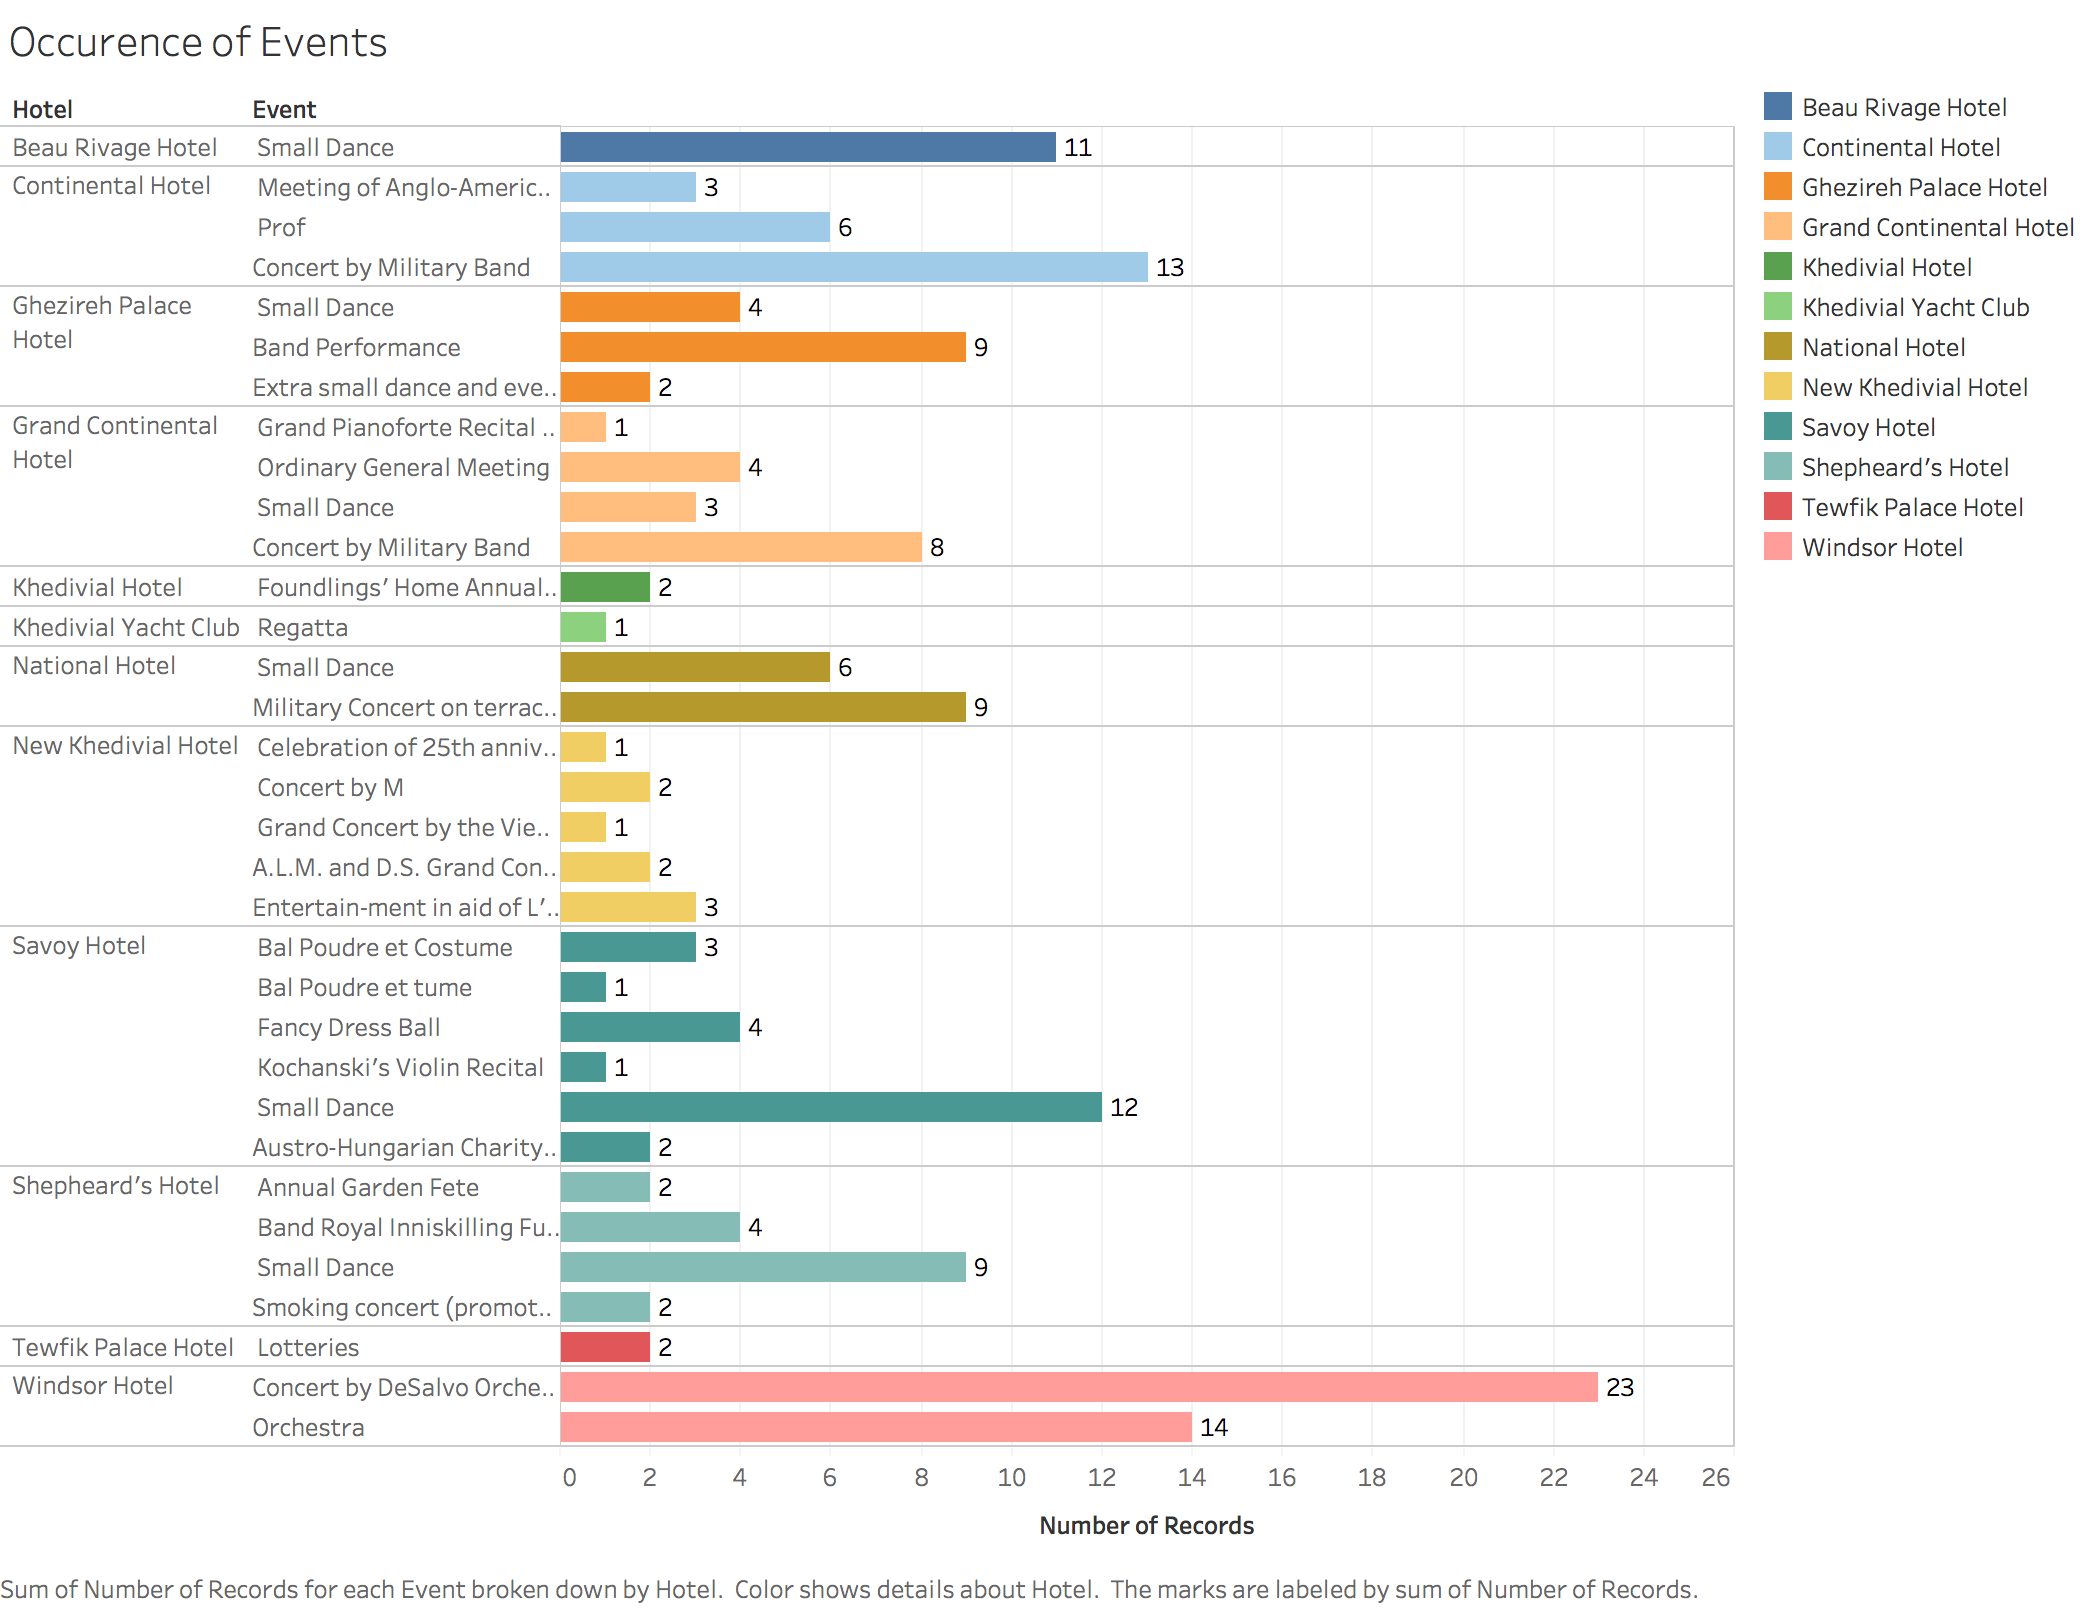 Occurence of Events
Hotel Event
Beau Rivage Hotel Small Dance 11
Continental Hotel Meeting of Anglo-Americ.. 3
Prof 6
Concert by Military Band 13
Ghezireh Palace Hotel Small Dance 4
Band Performance 9
Extra small dance and eve.. 2
Grand Continental Hotel Grand Pianoforte Recital .. 1
Ordinary General Meeting 4
Small Dance 3
Concert by Military Band 8
Khedivial Hotel Foundlings’ Home Annual.. 2
Khedivial Yacht Club Regatta 1
National Hotel Small Dance 6
Military Concert on terrac.. 9
New Khedivial Hotel Celebration of 25th anniv.. 1
Concert by M 2
Grand Concert by the Vie.. 1
A.L.M. and D.S. Grand Con.. 2
Entertain-ment in aid of L’.. 3
Savoy Hotel Bal Poudre et Costume 3
Bal Poudre et tume 1
Fancy Dress Ball 4
Kochanski’s Violin Recital 1
Small Dance 12
Austro-Hungarian Charity.. 2
Shepheard’s Hotel Annual Garden Fete 2
Band Royal Inniskilling Fu.. 4
Small Dance 9
Smoking concert (promot.. 2
Tewfik Palace Hotel Lotteries 2
Windsor Hotel Concert by DeSalvo Orche.. 23
Orchestra 14
0 2 4 6 8 10 12 14 16 18 20 22 24 26
Number of Records
Beau Rivage Hotel
Continental Hotel
Ghezireh Palace Hotel
Grand Continental Hotel
Khedivial Hotel
Khedivial Yacht Club
National Hotel
New Khedivial Hotel
Savoy Hotel
Shepheard’s Hotel
Tewfik Palace Hotel
Windsor Hotel
Sum of Number of Records for each Event broken down by Hotel. Color shows details about Hotel. The marks are labeled by sum of Number of Records.